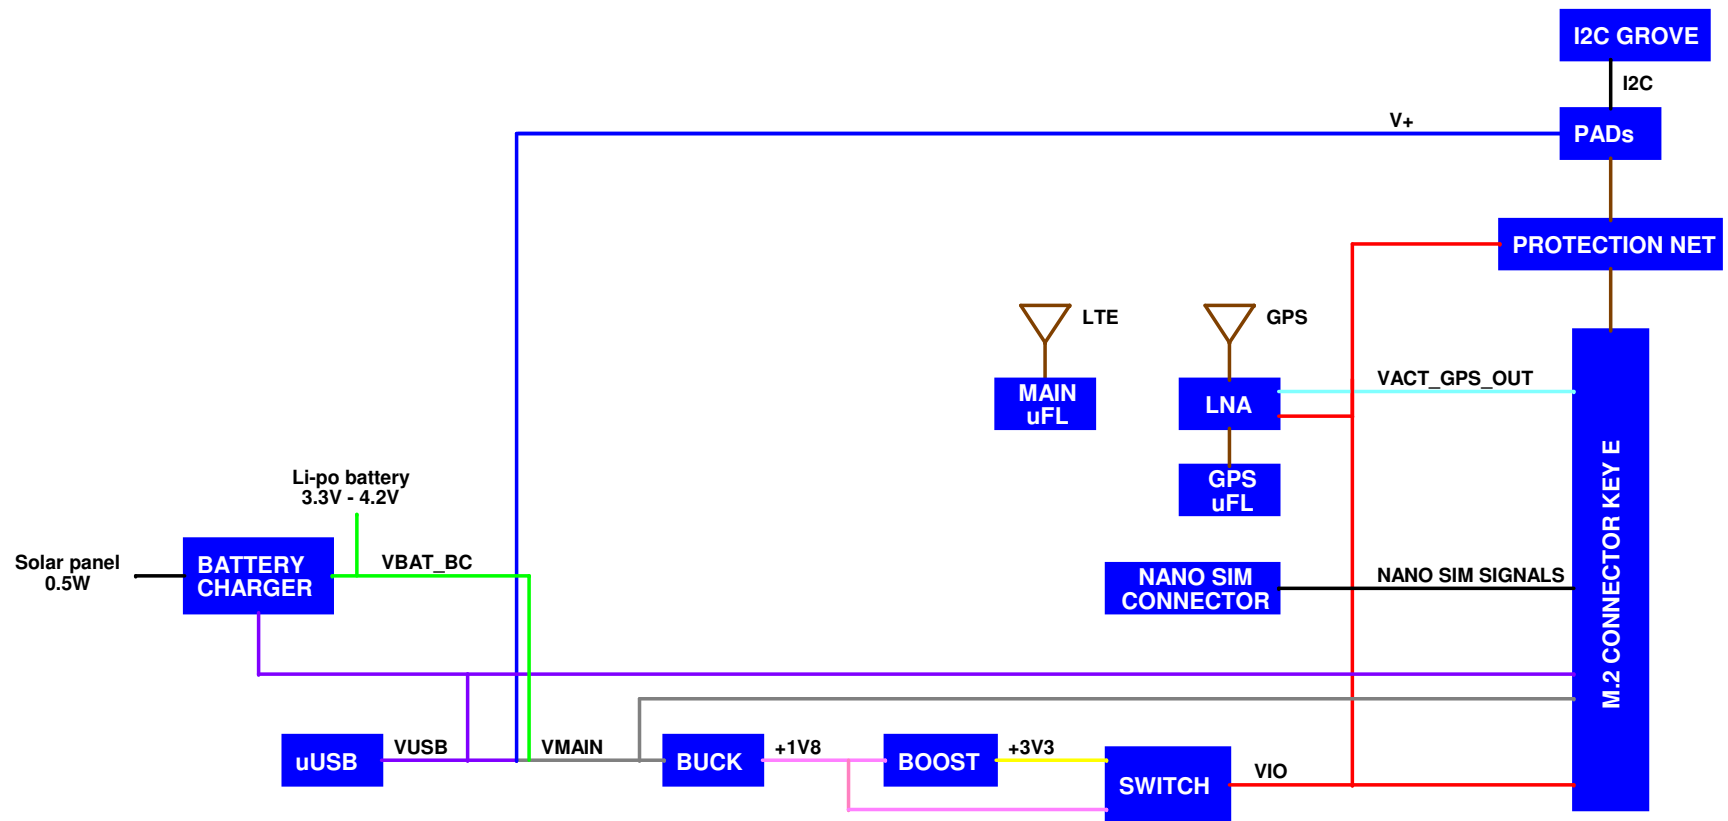 I2C GROVE
I2C
V+
PADs
PROTECTION NET
LTE
GPS
MAIN
uFL
LNA
VACT_GPS_OUT
GPS
uFL
M.2 CONNECTOR KEY E
Li-po battery
3.3V - 4.2V
Solar panel
0.5W
BATTERY
CHARGER
VBAT_BC
NANO SIM
CONNECTOR
NANO SIM SIGNALS
uUSB
VUSB
VMAIN
BUCK
+1V8
BOOST
+3V3
SWITCH
VIO